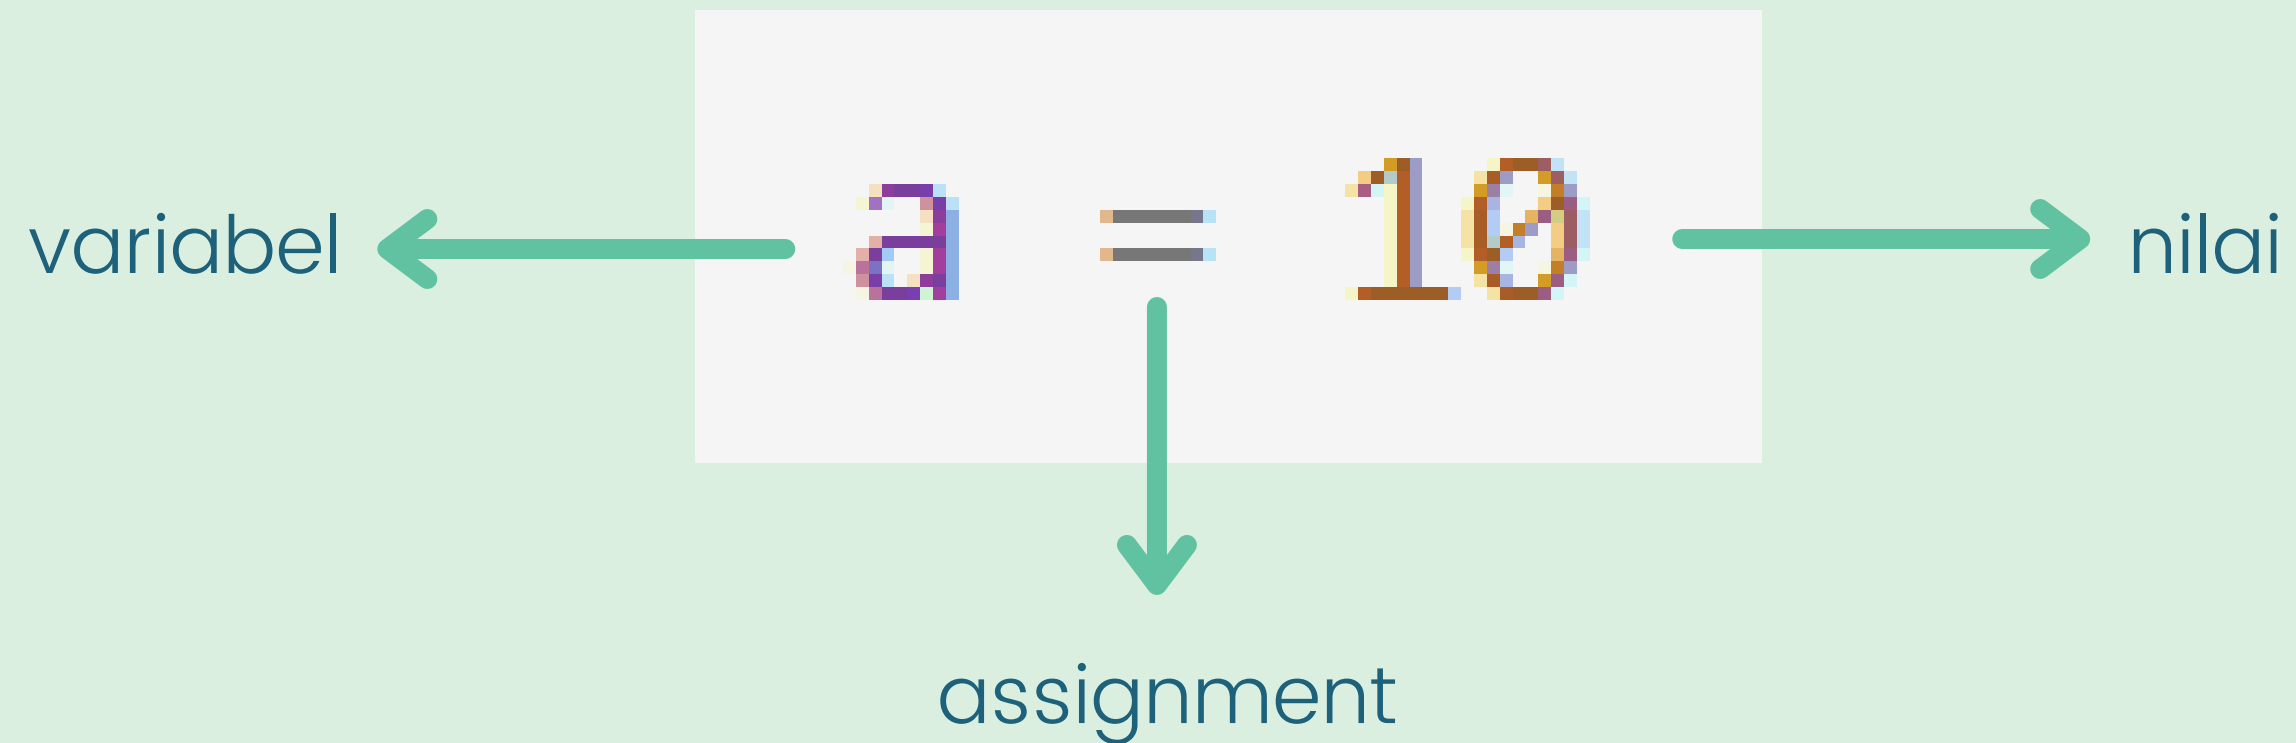 variabel
a = 10
nilai
assignment